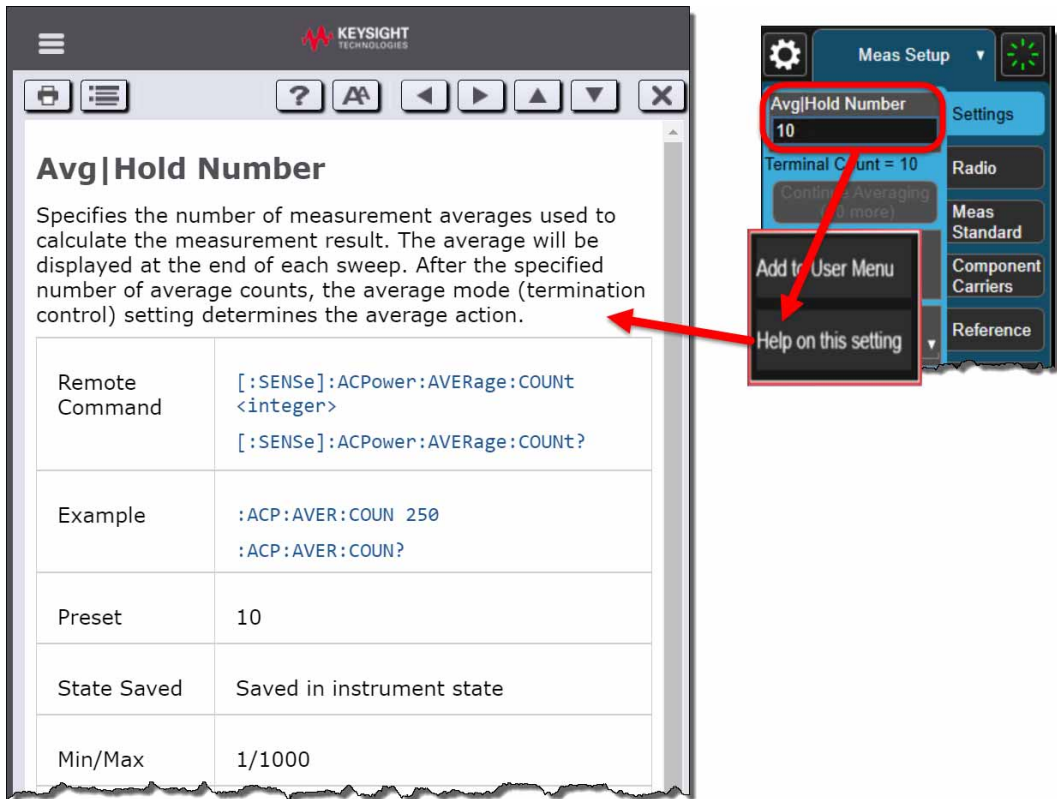 KEYSIGHT
TECHNOLOGIES
? AA
Avg|Hold Number
Specifies the number of measurement averages used to
calculate the measurement result. The average will be
displayed at the end of each sweep. After the specified
number of average counts, the average mode (termination
control) setting determines the average action.
Remote
Command
[:SENSe]:ACPower:AVERage:COUNt
<integer>
[:SENSe]:ACPower:AVERage:COUNt?
Example
:ACP:AVER:COUN 250
:ACP:AVER:COUN?
Preset
10
State Saved
Saved in instrument state
Min/Max
1/1000
Meas Setup
Avg|Hold Number
10
Terminal Count = 10
Continue Averaging
more)
Settings
Radio
Meas
Standard
Component
Carriers
Reference
Add to User Menu
Help on this setting